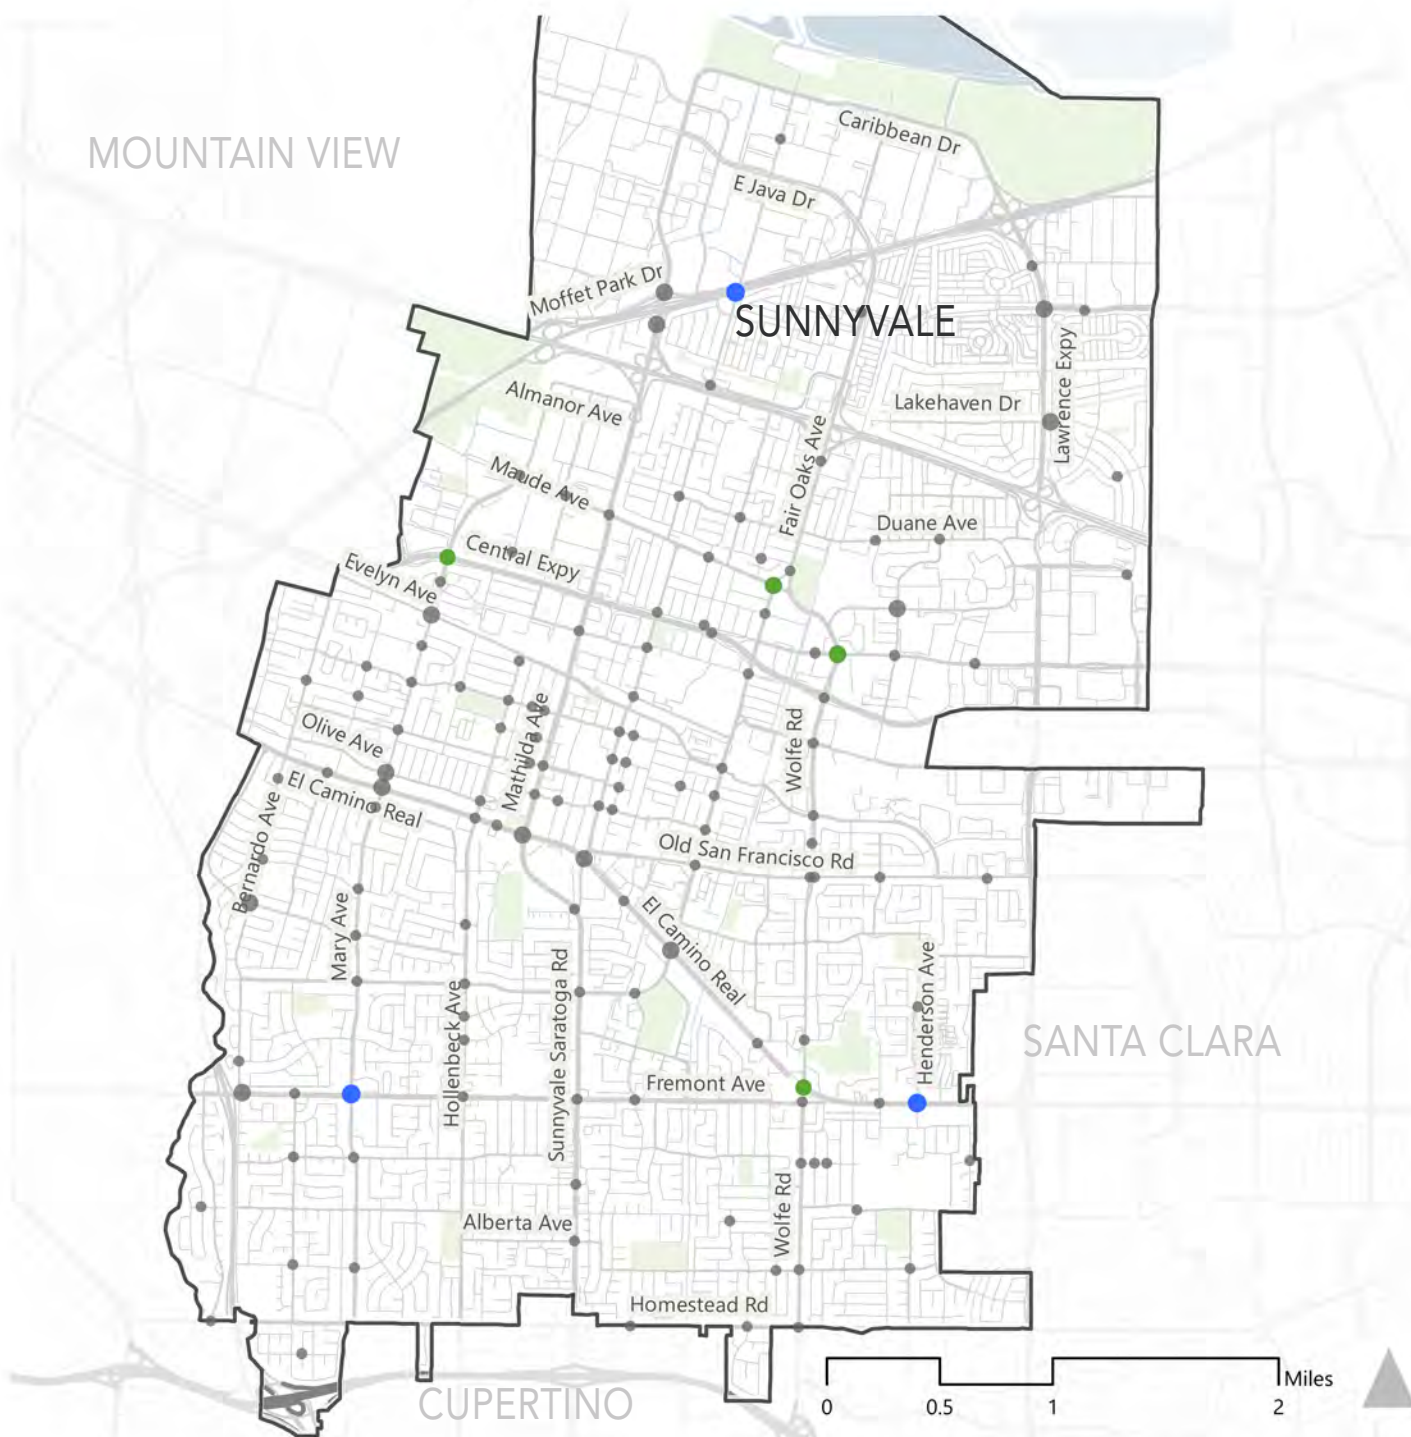 MOUNTAIN VIEW
Caribbean Dr
E Java Dr
Moffet Park Dr
SUNNYVALE
Lawrence Expy
Almanor Ave
Lakehaven Dr
Fair Oaks Ave
Maude Ave
Duane Ave
Central Expy
Evelyn Ave
Olive Ave
Mathilda Ave
Wolfe Rd
El Camino Real
Bernardo Ave
Old San Francisco Rd
Mary Ave
El Camino Real
Henderson Ave
Hollenbeck Ave
Sunnyvale Saratoga Rd
SANTA CLARA
Fremont Ave
Wolfe Rd
Alberta Ave
Homestead Rd
CUPERTINO
Miles
0 0.5 1 2